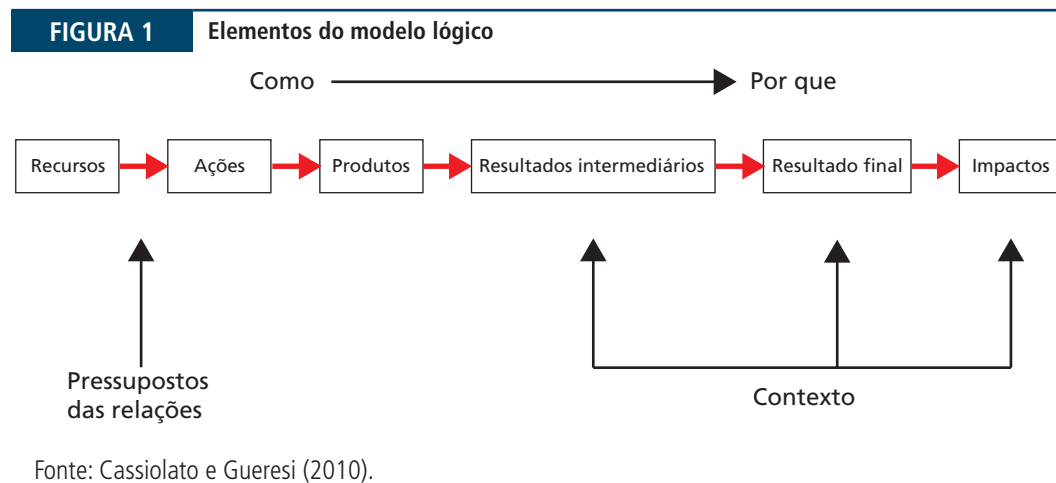 FIGURA 1 Elementos do modelo lógico
Como Por que
Recursos Ações Produtos Resultados intermediários Resultado final Impactos
Pressupostos
das relações
Contexto
Fonte: Cassiolato e Gueresi (2010).